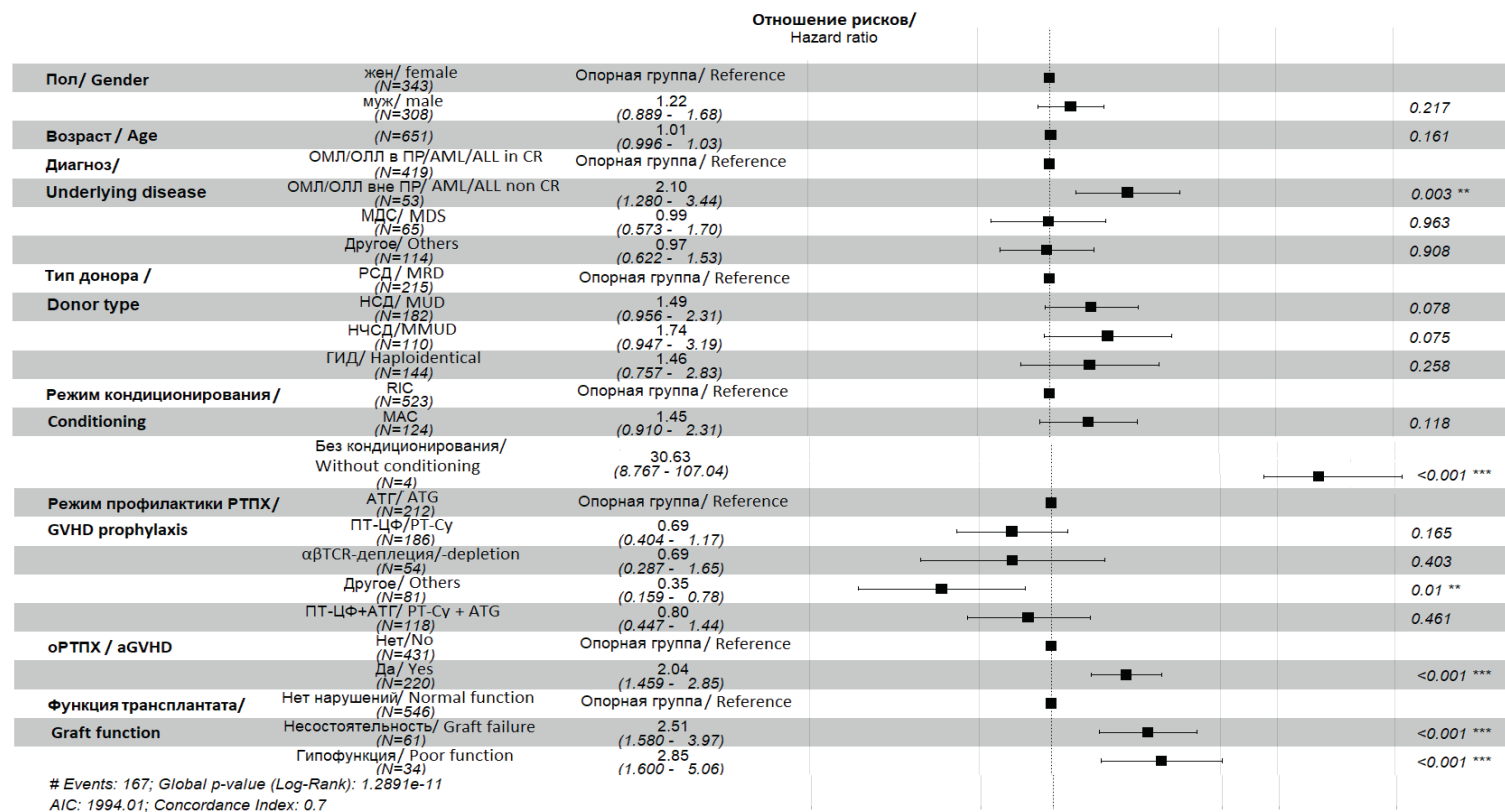 Отношение рисков/
Hazard ratio
Пол/ Gender жен/ female Опорная группа/ Reference
(N=343)
муж/ male 1.22
(N=308) (0.889 - 1.68) 0.217
Возраст / Age (N=651) 1.01 0.161
(0.996 - 1.03)
Диагноз/ ОМЛ/ОЛЛ в ПР/AML/ALL in CR Опорная группа/ Reference
(N=419)
Underlying disease ОМЛ/ОЛЛ вне ПР/ AML/ALL non CR 2.10 0.003 **
(N=53) (1.280 - 3.44)
МДС/ MDS 0.99 0.963
(N=65) (0.573 - 1.70)
Другое/ Others 0.97 0.908
(N=114) (0.622 - 1.53)
Тип донора / РСД/ MRD Опорная группа/ Reference
(N=215)
Donor type НСД/ MUD 1.49 0.078
(N=182) (0.956 - 2.31)
НЧСД/MMUD 1.74 0.075
(N=110) (0.947 - 3.19)
ГИД/ Haploidentical 1.46 0.258
(N=144) (0.757 - 2.83)
Режим кондиционирования/ RIC Опорная группа/ Reference
(N=523)
Conditioning MAC 1.45 0.118
(N=124) (0.910 - 2.31)
Без кондиционирования/
Without conditioning 30.63
(N=4) (8.767 - 107.04) <0.001 ***
Режим профилактики РТПХ/ АТГ/ ATG Опорная группа/ Reference
(N=212)
GVHD prophylaxis ПТ-ЦФ/PT-Cy 0.69 0.165
(N=186) (0.404 - 1.17)
αβTCR-деплеция/-depletion 0.69 0.403
(N=54) (0.287 - 1.65)
Другое/ Others 0.35 0.01 **
(N=81) (0.159 - 0.78)
ПТ-ЦФ+АТГ/ PT-Cy + ATG 0.80 0.461
(N=118) (0.447 - 1.44)
оРТПХ / aGVHD Нет/No Опорная группа/ Reference
(N=431)
Да/ Yes 2.04 <0.001 ***
(N=220) (1.459 - 2.85)
Функция трансплантата/ Нет нарушений/ Normal function Опорная группа/ Reference
(N=546)
Graft function Несостоятельность/ Graft failure 2.51 <0.001 ***
(N=61) (1.580 - 3.97)
Гипофункция/ Poor function 2.85 <0.001 ***
(N=34) (1.600 - 5.06)
# Events: 167; Global p-value (Log-Rank): 1.2891e-11
AIC: 1994.01; Concordance Index: 0.7